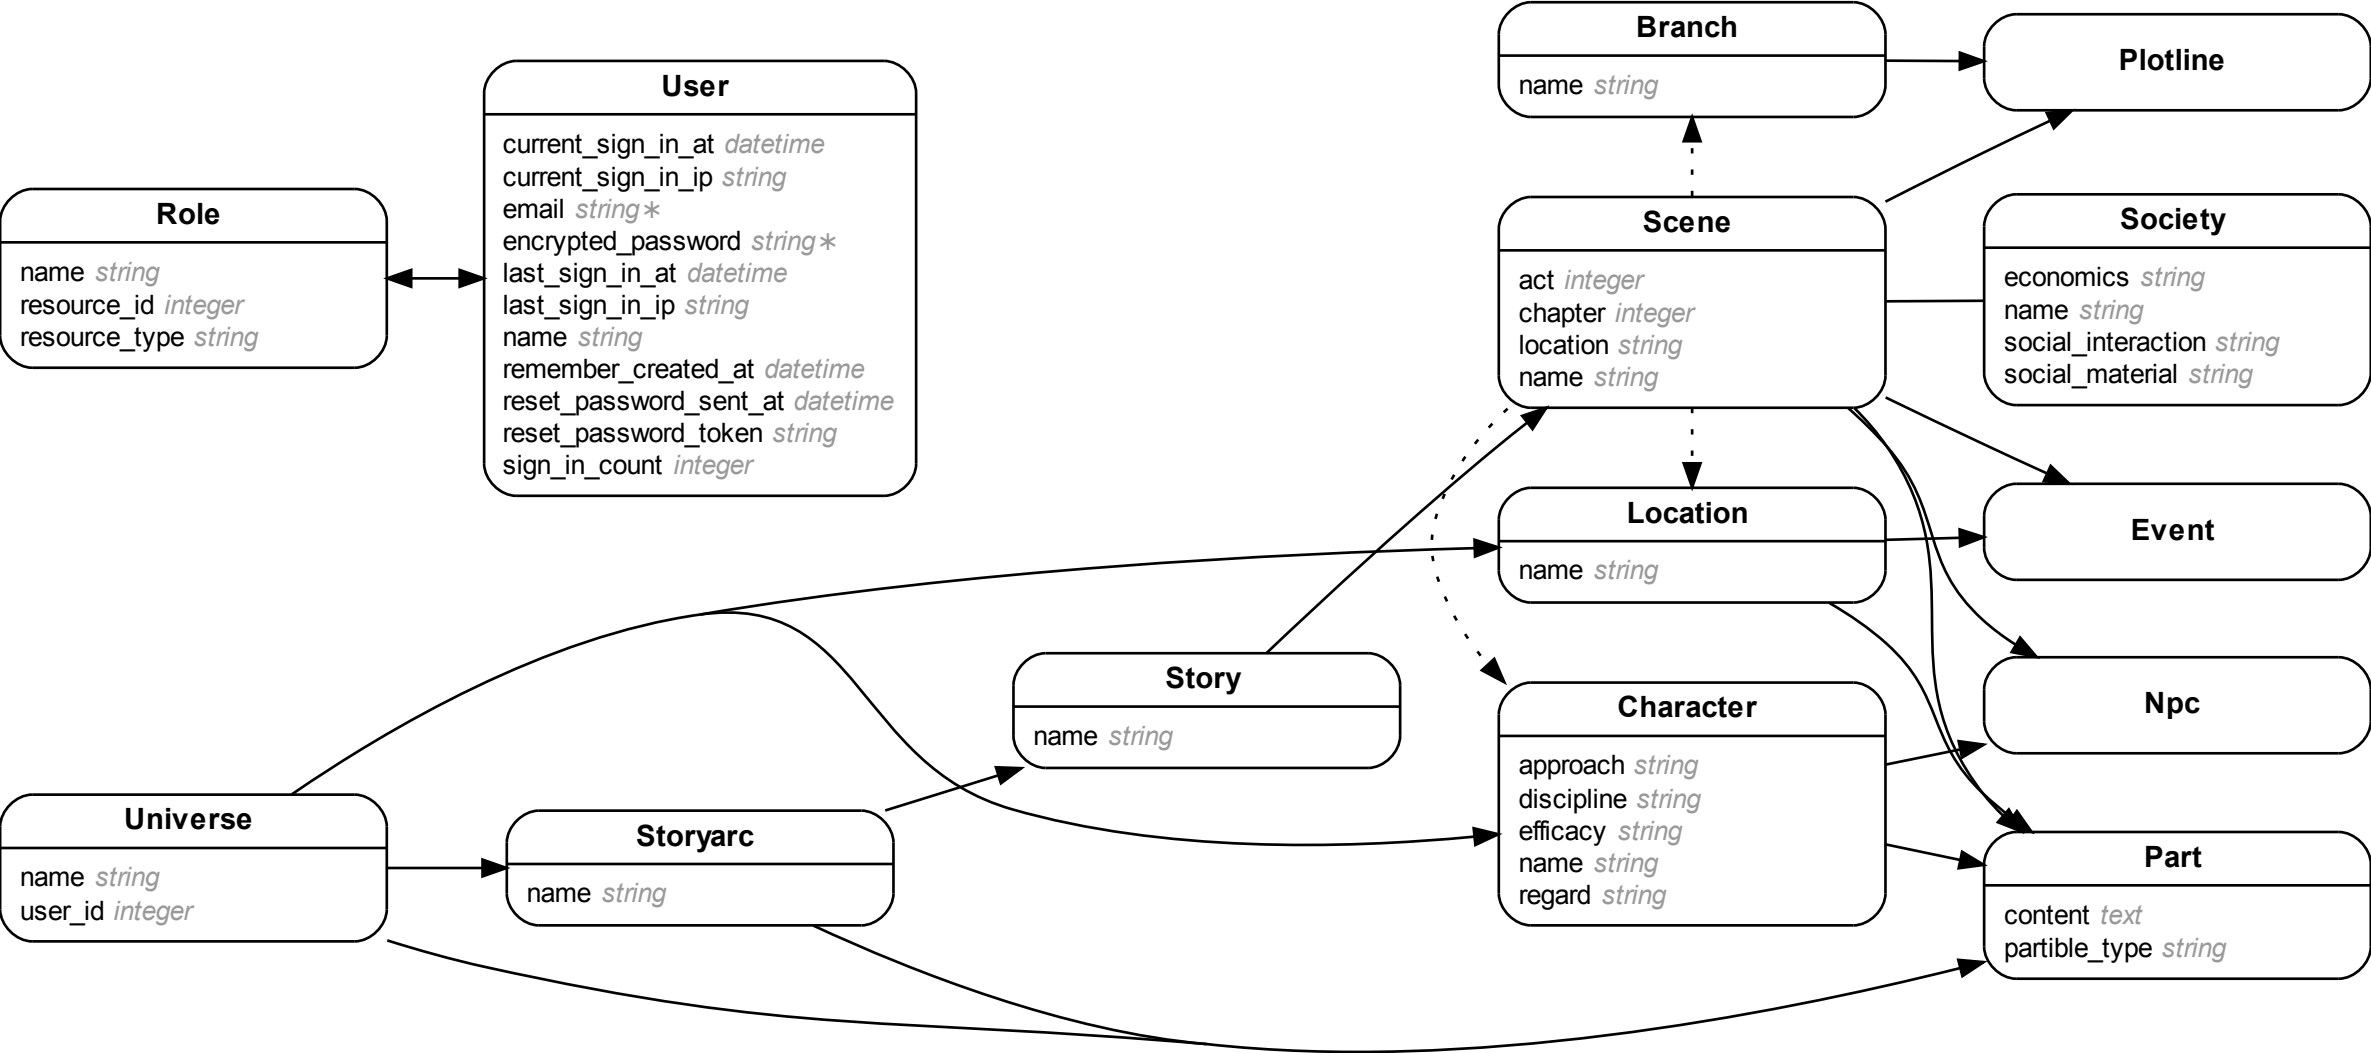 Branch
name string
Plotline
User
current_sign_in_at datetime
current_sign_in_ip string
email string*
encrypted_password string*
last_sign_in_at datetime
last_sign_in_ip string
name string
remember_created_at datetime
reset_password_sent_at datetime
reset_password_token string
sign_in_count integer
Role
name string
resource_id integer
resource_type string
Scene
act integer
chapter integer
location string
name string
Society
economics string
name string
social_interaction string
social_material string
Location
name string
Event
Story
name string
Character
approach string
discipline string
efficacy string
name string
regard string
Npc
Universe
name string
user_id integer
Storyarc
name string
Part
content text
partible_type string